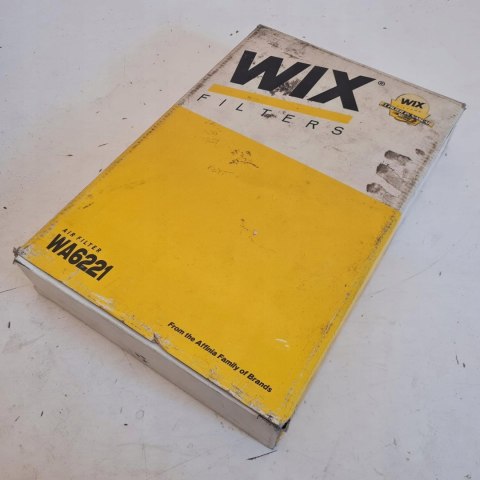 WIX®
FILTERS
WIX
AIR FILTER
WA6221
From the Affinia Family of Brands